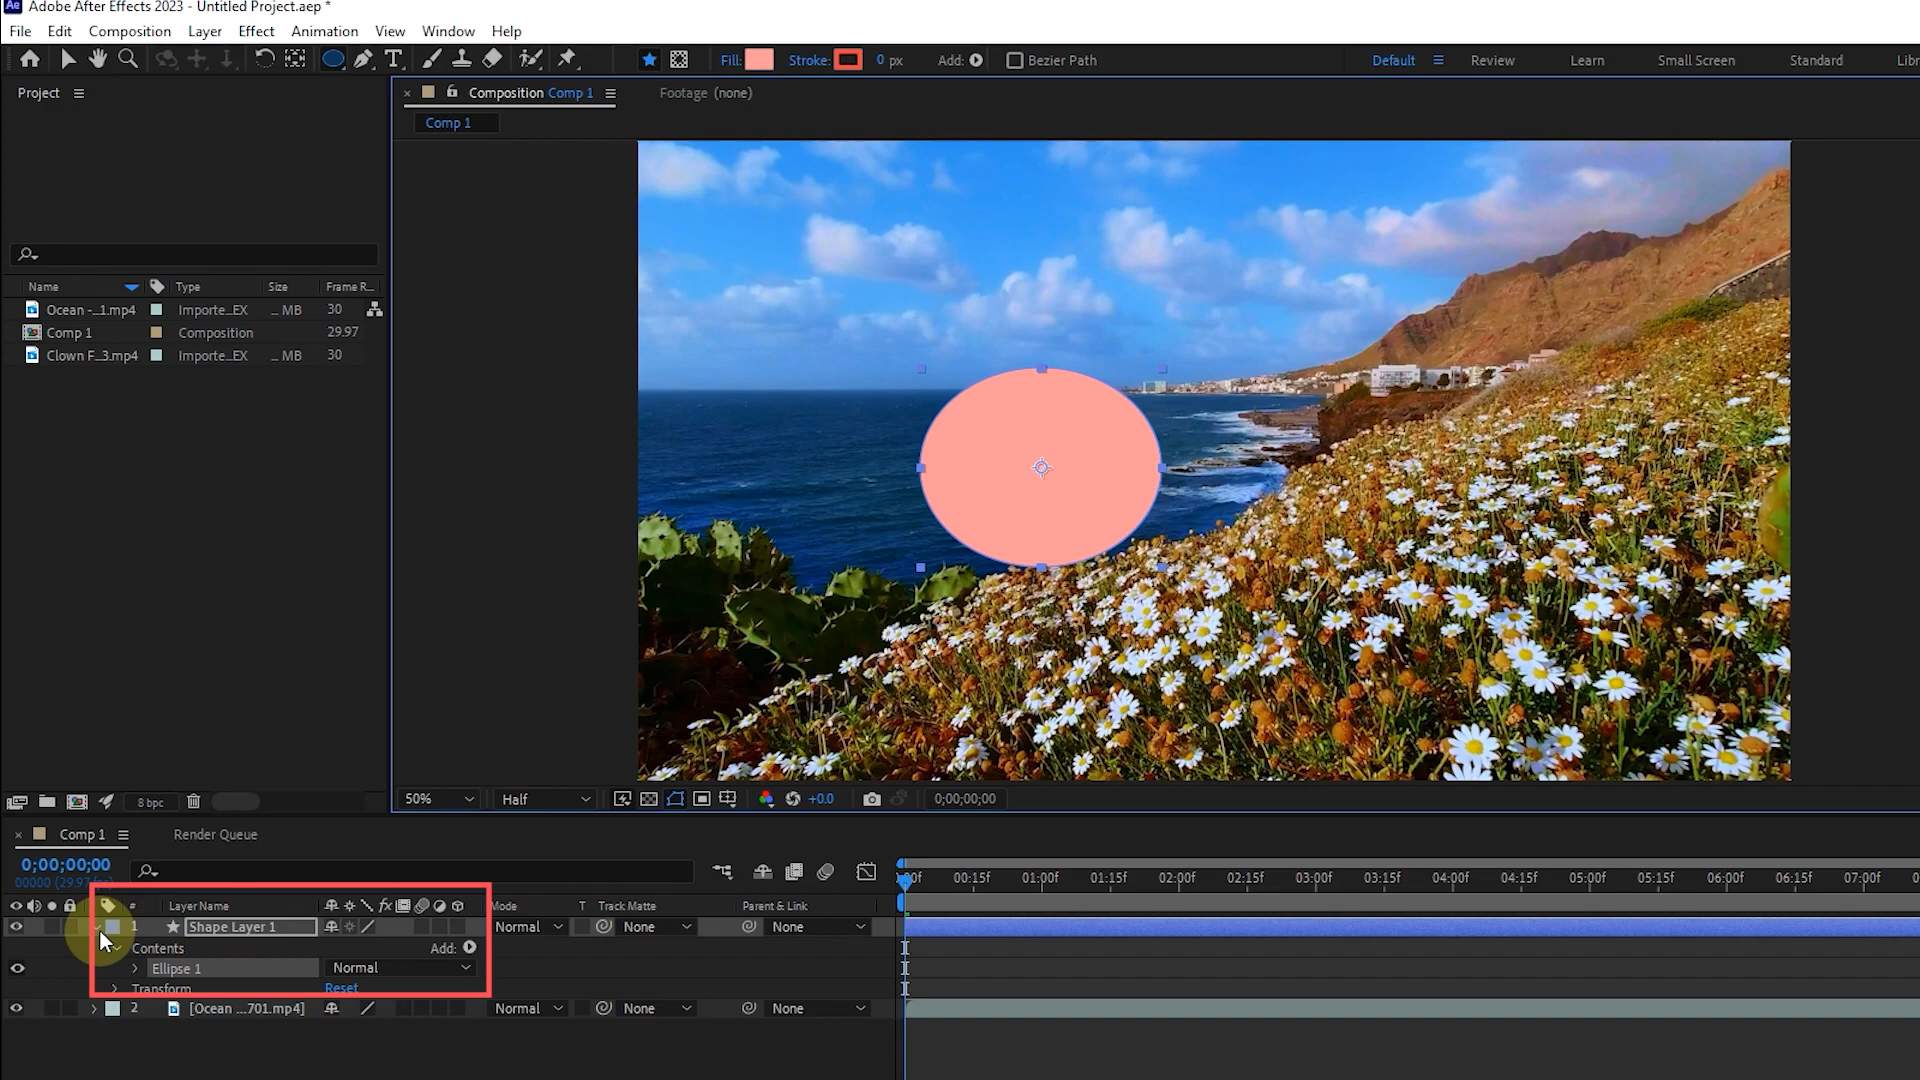 Ae Adobe After Effects 2023 - Untitled Project.aep *
File Edit Composition Layer Effect Animation View Window Help
T Fill: Stroke: 0 px Add: Bezier Path Default Review Learn Small Screen Standard Libr
Project
Composition Comp 1
Footage (none)
Comp 1
Name Type Size Frame R...
Ocean -...1.mp4 Importe...EX ... MB 30
Comp 1 Composition 29.97
Clown F...3.mp4 Importe...EX ... MB 30
8 bpc
50% Half +0.0 0;00;00;00
Comp 1 Render Queue
0;00;00;00
# Layer Name fx Mode T Track Matte Parent & Link
00f 00:15f 01:00f 01:15f 02:00f 02:15f 03:00f 03:15f 04:00f 04:15f 05:00f 05:15f 06:00f 06:15f 07:00f
1 Shape Layer 1 Normal None None
Contents Add:
Ellipse 1 Normal
Transform Reset
2 [Ocean ...701.mp4] Normal None None